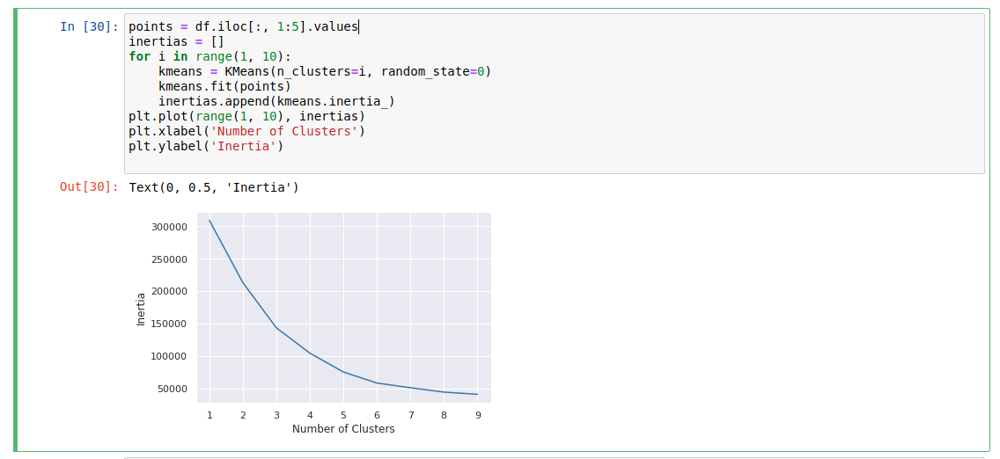 In [30]: points = df.iloc[:, 1:5].values
inertias = []
for i in range(1, 10):
    kmeans = KMeans(n_clusters=i, random_state=0)
    kmeans.fit(points)
    inertias.append(kmeans.inertia_)
plt.plot(range(1, 10), inertias)
plt.xlabel('Number of Clusters')
plt.ylabel('Inertia')
Out[30]: Text(0, 0.5, 'Inertia')
300000
250000
200000
150000
100000
50000
Inertia
1 2 3 4 5 6 7 8 9
Number of Clusters